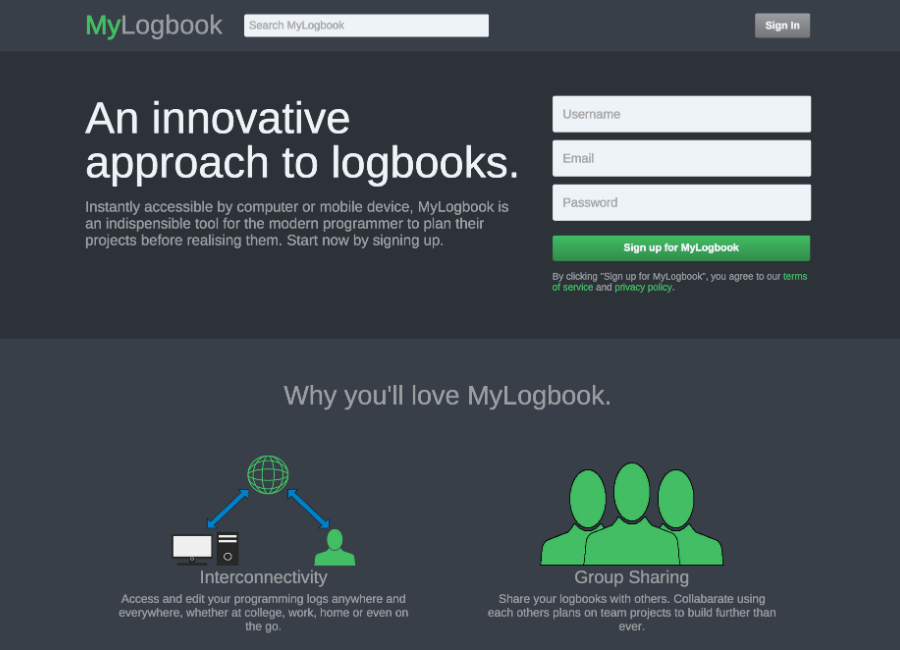 MyLogbook
Search MyLogbook
Sign In
An innovative
approach to logbooks.
Instantly accessible by computer or mobile device, MyLogbook is
an indispensible tool for the modern programmer to plan their
projects before realising them. Start now by signing up.
Username
Email
Password
Sign up for MyLogbook
By clicking "Sign up for MyLogbook", you agree to our terms
of service and privacy policy.
Why you'll love MyLogbook.
Interconnectivity
Access and edit your programming logs anywhere and
everywhere, whether at college, work, home or even on
the go.
Group Sharing
Share your logbooks with others. Collabarate using
each others plans on team projects to build further than
ever.